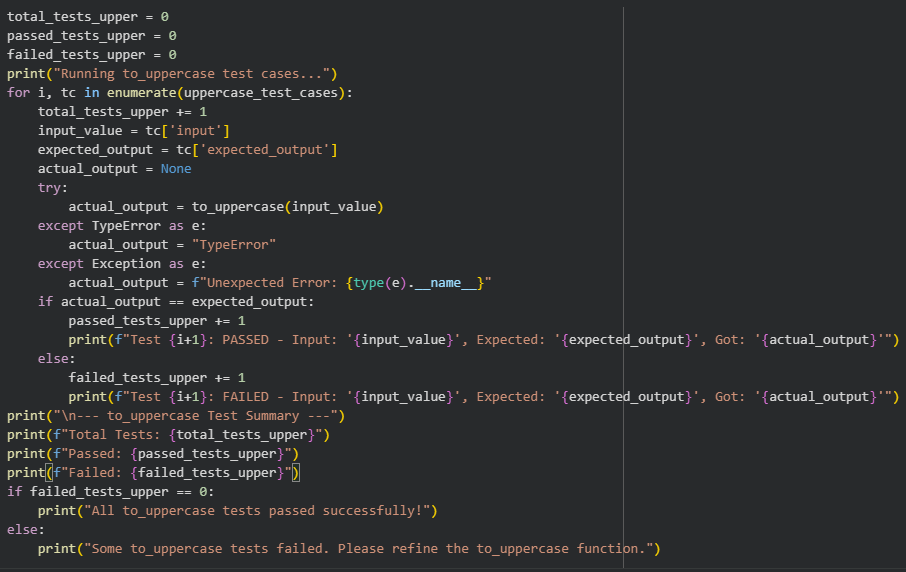 total_tests_upper = 0
passed_tests_upper = 0
failed_tests_upper = 0
print("Running to_uppercase test cases...")
for i, tc in enumerate(uppercase_test_cases):
    total_tests_upper += 1
    input_value = tc['input']
    expected_output = tc['expected_output']
    actual_output = None
    try:
        actual_output = to_uppercase(input_value)
    except TypeError as e:
        actual_output = "TypeError"
    except Exception as e:
        actual_output = f"Unexpected Error: {type(e).__name__}"
    if actual_output == expected_output:
        passed_tests_upper += 1
        print(f"Test {i+1}: PASSED - Input: '{input_value}', Expected: '{expected_output}', Got: '{actual_output}'")
    else:
        failed_tests_upper += 1
        print(f"Test {i+1}: FAILED - Input: '{input_value}', Expected: '{expected_output}', Got: '{actual_output}'")
print("\n--- to_uppercase Test Summary ---")
print(f"Total Tests: {total_tests_upper}")
print(f"Passed: {passed_tests_upper}")
print(f"Failed: {failed_tests_upper}")
if failed_tests_upper == 0:
    print("All to_uppercase tests passed successfully!")
else:
    print("Some to_uppercase tests failed. Please refine the to_uppercase function.")